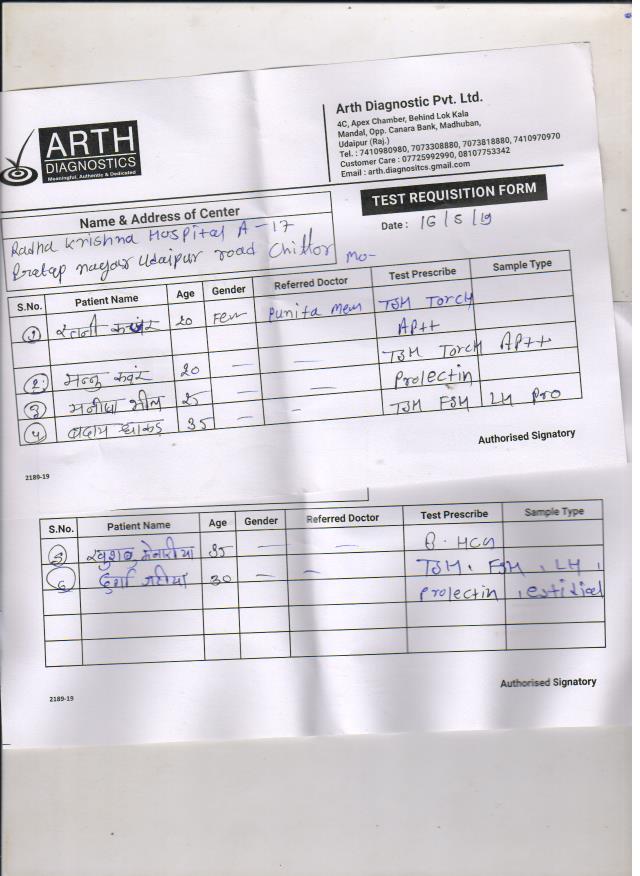 ARTH
DIAGNOSTICS
Meaningful, Authentic & Dedicated
Arth Diagnostic Pvt. Ltd.
4C, Apex Chamber, Behind Lok Kala
Mandal, Opp. Canara Bank, Madhuban,
Udaipur (Raj.)
Tel. : 7410980980, 7073308880, 7073818880, 7410970970
Customer Care : 07725992990, 08107753342
Email : arth.diagnositcs.gmail.com
TEST REQUISITION FORM
Date : 16/5/19
Name & Address of Center
Radha Krishna Hospital A-17
Pratap nagar Udaipur road Chittor Mo-
S.No. Patient Name Age Gender Referred Doctor Test Prescribe Sample Type
1 कंवर 20 Fem Punita Mem TSH Torch
AP++
2 कवंर 20 — — TSH Torch AP++
Prolectin
3 मनीषा भील 25 — —
4 35 — - TSH FSH LH Pro
Authorised Signatory
2189-19
S.No. Patient Name Age Gender Referred Doctor Test Prescribe Sample Type
5 खुशबू मेनारीया 35 — — B.HCG
6 दुर्गा 30 — — TSH, FSH, LH,
Prolectin
Authorised Signatory
2189-19